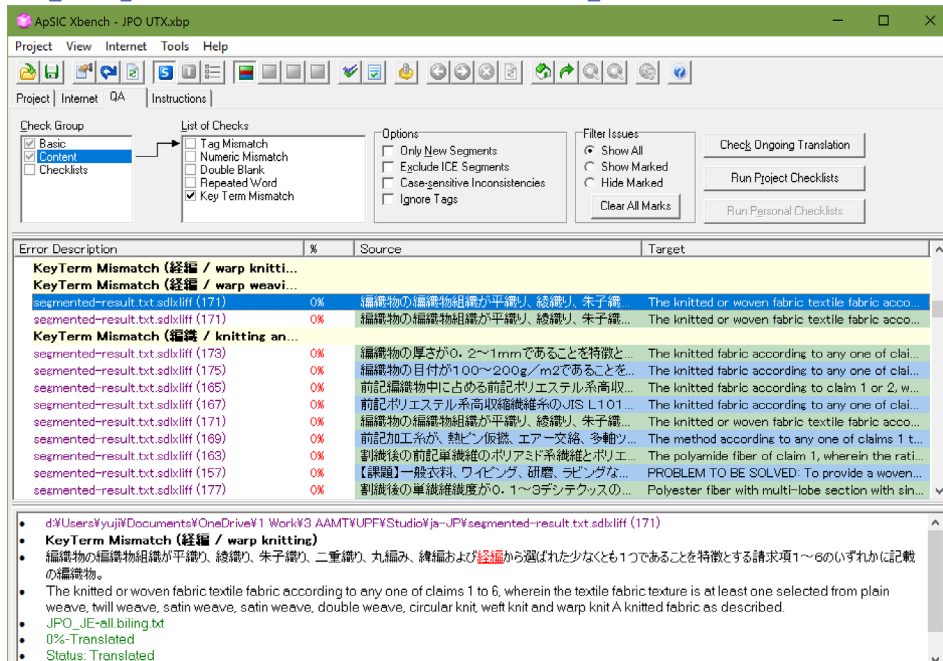 ApSIC Xbench - JPO UTX.xbp
Project View Internet Tools Help
Project Internet QA Instructions
Check Group
Basic
Content
Checklists
List of Checks
Tag Mismatch
Numeric Mismatch
Double Blank
Repeated Word
Key Term Mismatch
Options
Only New Segments
Exclude ICE Segments
Case-sensitive Inconsistencies
Ignore Tags
Filter Issues
Show All
Show Marked
Hide Marked
Clear All Marks
Check Ongoing Translation
Run Project Checklists
Run Personal Checklists
Error Description % Source Target
KeyTerm Mismatch (経編 / warp knitti...
KeyTerm Mismatch (経編 / warp weavi...
segmented-result.txt.sdlxliff (171) 0% 編織物の編織物組織が平織り、綾織り、朱子織... The knitted or woven fabric textile fabric acco...
segmented-result.txt.sdlxliff (171) 0% 編織物の編織物組織が平織り、綾織り、朱子織... The knitted or woven fabric textile fabric acco...
KeyTerm Mismatch (編織 / knitting an...
segmented-result.txt.sdlxliff (173) 0% 編織物の厚さが0．2～1mmであることを特徴と... The knitted fabric according to any one of clai...
segmented-result.txt.sdlxliff (175) 0% 編織物の目付が100～200g／m2であることを... The knitted fabric according to any one of clai...
segmented-result.txt.sdlxliff (165) 0% 前記編織物中に占める前記ポリエステル系高収... The knitted fabric according to claim 1 or 2, w...
segmented-result.txt.sdlxliff (167) 0% 前記ポリエステル系高収縮繊維糸のJIS L101... The knitted fabric according to any one of clai...
segmented-result.txt.sdlxliff (171) 0% 編織物の編織物組織が平織り、綾織り、朱子織... The knitted or woven fabric textile fabric acco...
segmented-result.txt.sdlxliff (169) 0% 前記加工糸が、熱ピン仮撚、エアー交絡、多軸ツ... The method according to any one of claims 1 t...
segmented-result.txt.sdlxliff (163) 0% 割繊後の前記単繊維のポリアミド系繊維とポリエ... The polyamide fiber of claim 1, wherein the rati...
segmented-result.txt.sdlxliff (157) 0% 【課題】一般衣料、ワイピング、研磨、ラビングな... PROBLEM TO BE SOLVED: To provide a woven...
segmented-result.txt.sdlxliff (177) 0% 割繊後の単繊維繊度が0．1～3デシテックスの... Polyester fiber with multi-lobe section with sin...
d:¥Users¥yuji¥Documents¥OneDrive¥1 Work¥3 AAMT¥UPF¥Studio¥ja-JP¥segmented-result.txt.sdlxliff (171)
KeyTerm Mismatch (経編 / warp knitting)
編織物の編織物組織が平織り、綾織り、朱子織り、二重織り、丸編み、緯編および経編から選ばれた少なくとも1つであることを特徴とする請求項1～6のいずれかに記載
の編織物。
The knitted or woven fabric textile fabric according to any one of claims 1 to 6, wherein the textile fabric texture is at least one selected from plain
weave, twill weave, satin weave, satin weave, double weave, circular knit, weft knit and warp knit A knitted fabric as described.
JPO_JE-all.biling.txt
0%-Translated
Status: Translated